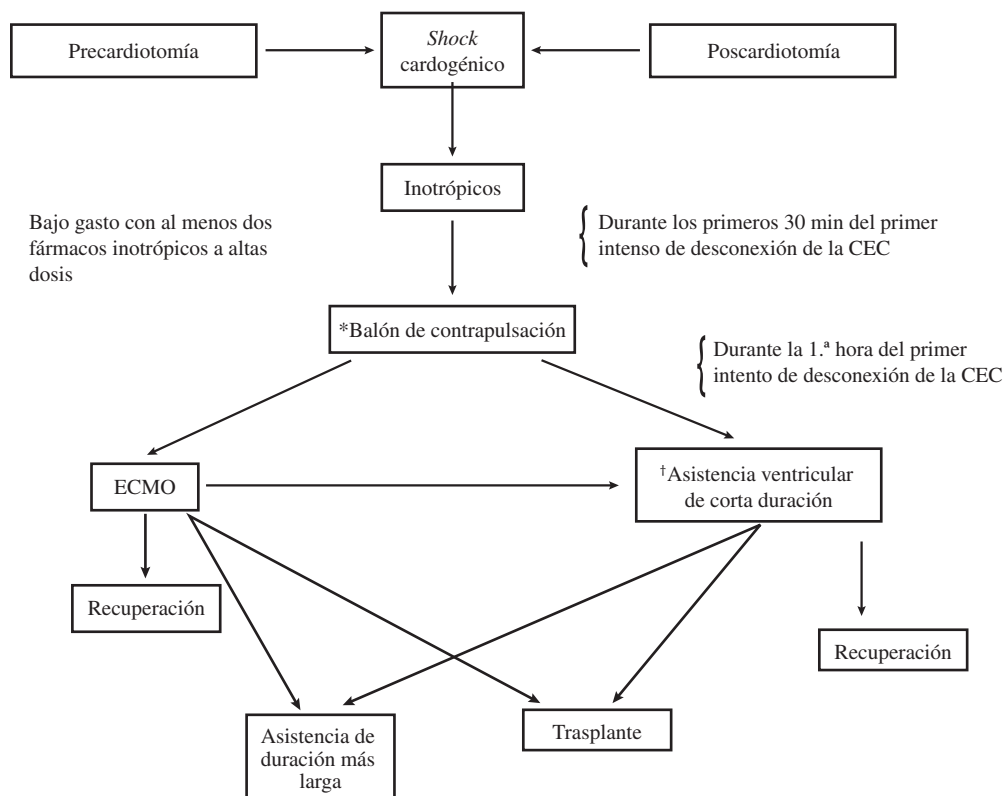 Precardiotomía
Shock
cardogénico
Poscardiotomía
Inotrópicos
Bajo gasto con al menos dos
fármacos inotrópicos a altas
dosis
Durante los primeros 30 min del primer
intenso de desconexión de la CEC
*Balón de contrapulsación
Durante la 1.ª hora del primer
intento de desconexión de la CEC
ECMO
†Asistencia ventricular
de corta duración
Recuperación
Recuperación
Asistencia de
duración más
larga
Trasplante